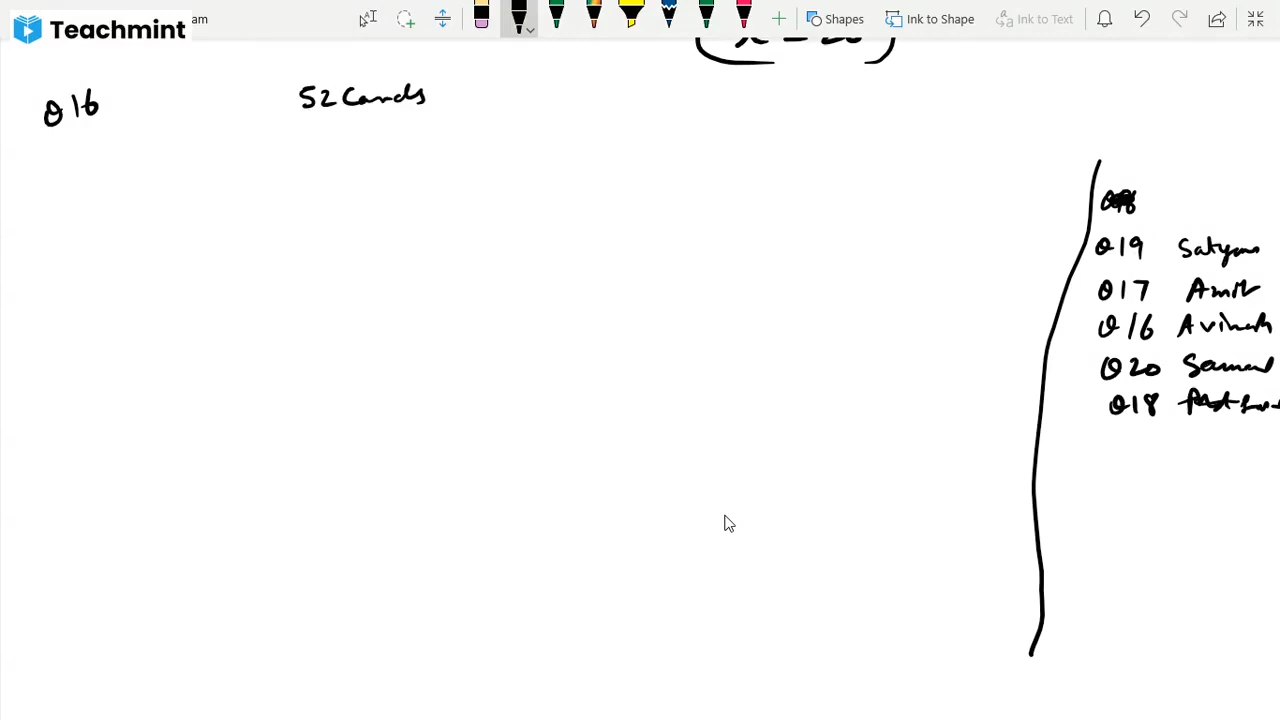 Teachmint
am
Shapes
Ink to Shape
Ink to Text
Q16 52 Cards
Q19 Satyam
Q17 Amit
Q16 Avinash
Q20
Q18